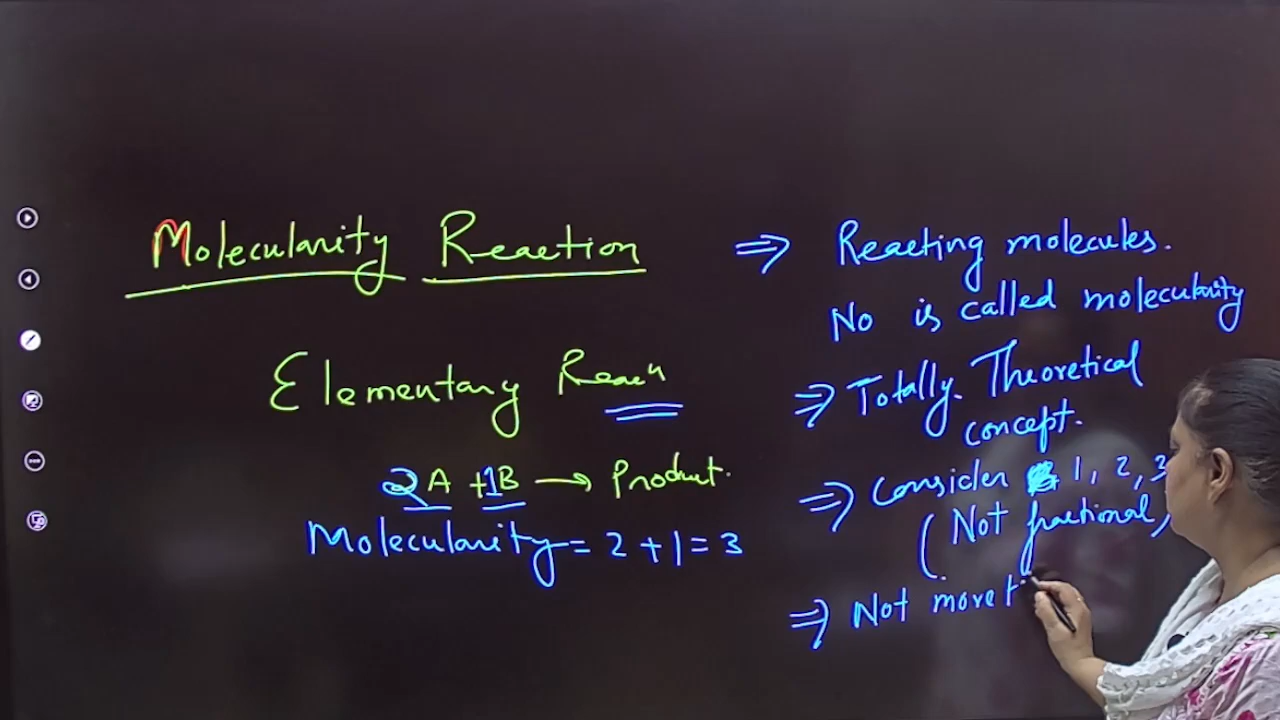 Molecularity Reaction
Elementary Reacn
2A + 1B → Product.
Molecularity = 2 + 1 = 3
⇒ Reacting molecules.
No is called molecularity
⇒ Totally Theoretical
concept.
⇒ Consider 1, 2, 3
(Not fractional)
⇒ Not more t